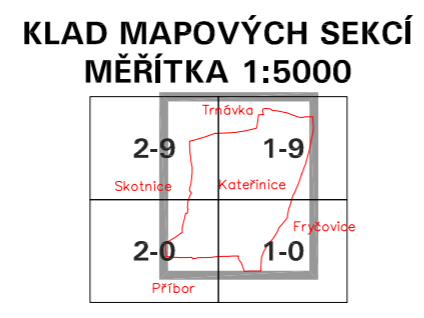 KLAD MAPOVÝCH SEKCÍ
MĚŘÍTKA 1:5000
Trnávka
2-9
1-9
Skotnice
Kateřinice
Fryčovice
2-0
1-0
Příbor